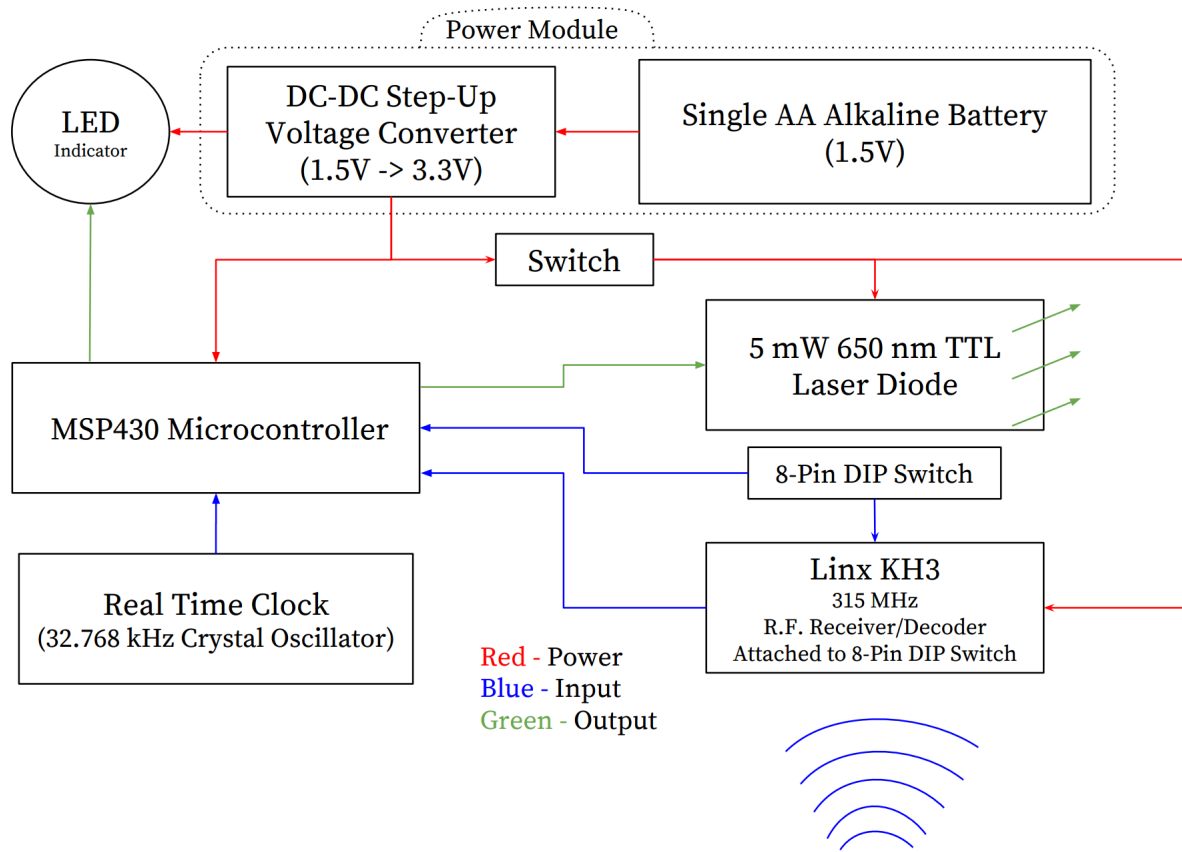 Power Module
LED
Indicator
DC-DC Step-Up
Voltage Converter
(1.5V -> 3.3V)
Single AA Alkaline Battery
(1.5V)
Switch
5 mW 650 nm TTL
Laser Diode
MSP430 Microcontroller
8-Pin DIP Switch
Real Time Clock
(32.768 kHz Crystal Oscillator)
Linx KH3
315 MHz
R.F. Receiver/Decoder
Attached to 8-Pin DIP Switch
Red - Power
Blue - Input
Green - Output